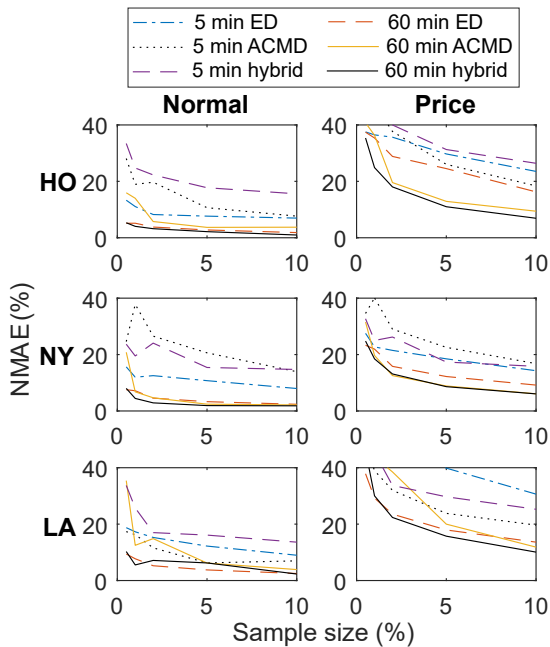 5 min ED 60 min ED
5 min ACMD 60 min ACMD
5 min hybrid 60 min hybrid
Normal Price
HO
40 40
20 20
0 0
0 5 10 0 5 10
NMAE (%)
NY
40 40
20 20
0 0
0 5 10 0 5 10
LA
40 40
20 20
0 0
0 5 10 0 5 10
Sample size (%)